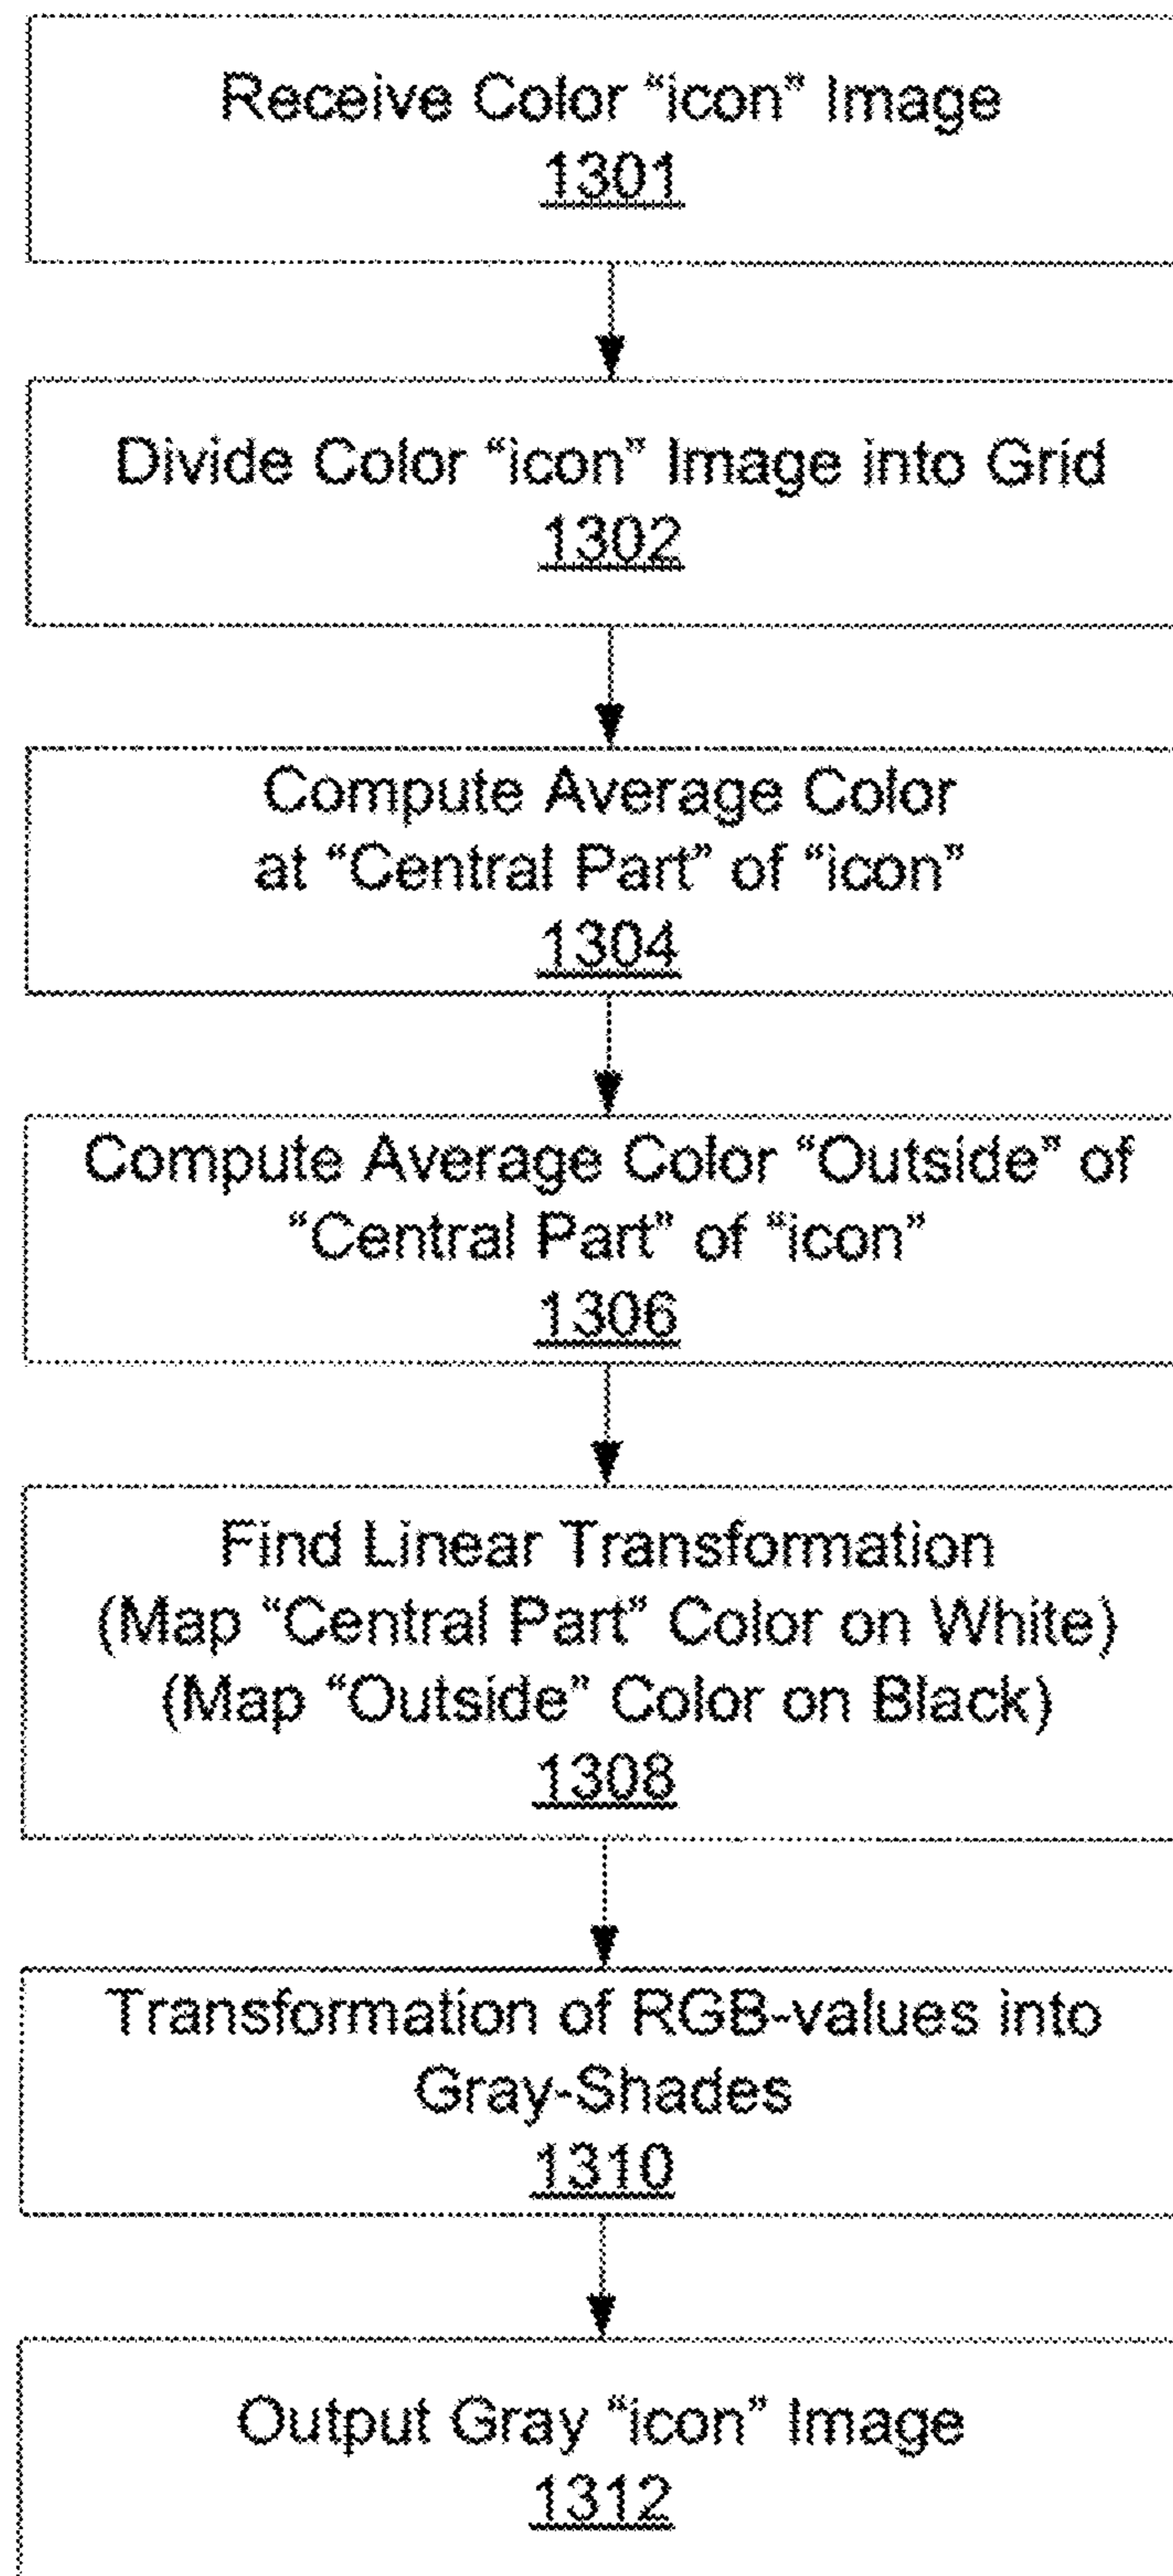 Receive Color “icon” Image
1301
Divide Color “icon” Image into Grid
1302
Compute Average Color
at “Central Part” of “icon”
1304
Compute Average Color “Outside” of
“Central Part” of “icon”
1306
Find Linear Transformation
(Map “Central Part” Color on White)
(Map “Outside” Color on Black)
1308
Transformation of RGB-values into
Gray-Shades
1310
Output Gray “icon” Image
1312